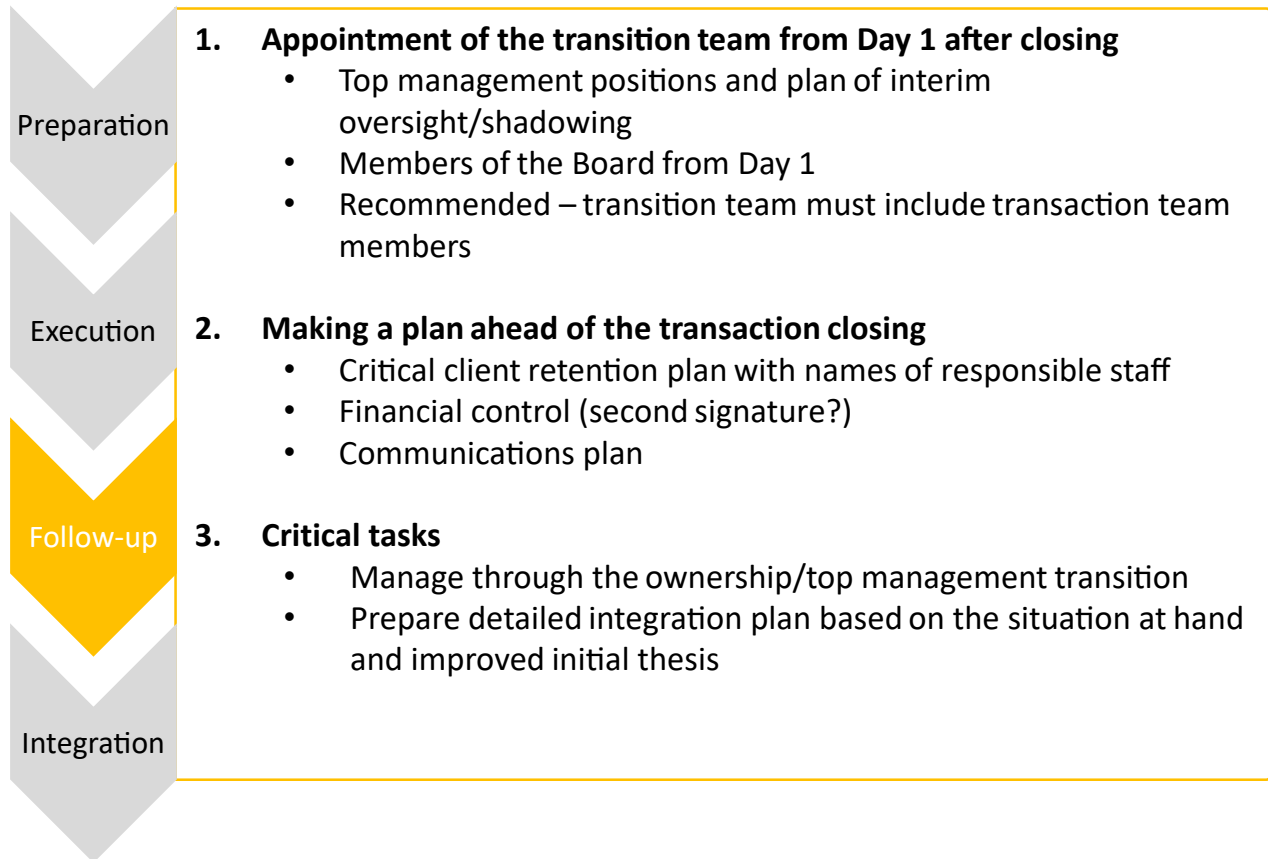 Preparation
Execution
Follow-up
Integration
1. Appointment of the transition team from Day 1 after closing
• Top management positions and plan of interim
oversight/shadowing
• Members of the Board from Day 1
• Recommended – transition team must include transaction team
members
2. Making a plan ahead of the transaction closing
• Critical client retention plan with names of responsible staff
• Financial control (second signature?)
• Communications plan
3. Critical tasks
• Manage through the ownership/top management transition
• Prepare detailed integration plan based on the situation at hand
and improved initial thesis